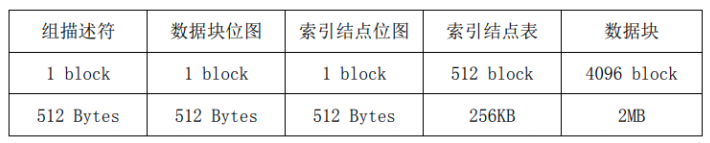 组描述符 数据块位图 索引结点位图 索引结点表 数据块
1 block 1 block 1 block 512 block 4096 block
512 Bytes 512 Bytes 512 Bytes 256KB 2MB